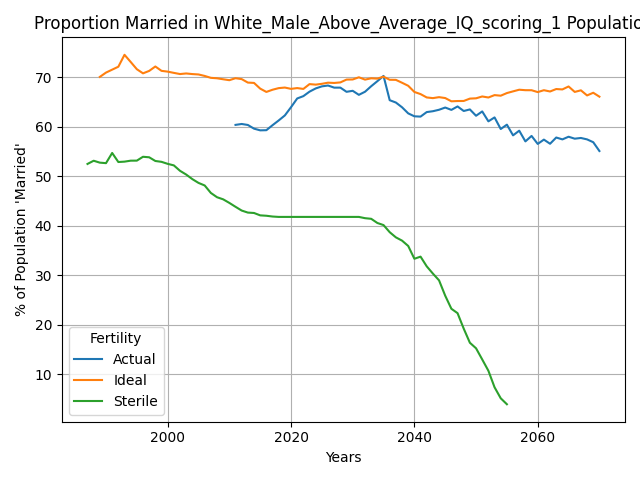 Proportion Married in White_Male_Above_Average_IQ_scoring_1 Populatio
70
60
50
40
30
20
10
% of Population 'Married'
Fertility
Actual
Ideal
Sterile
2000 2020 2040 2060
Years